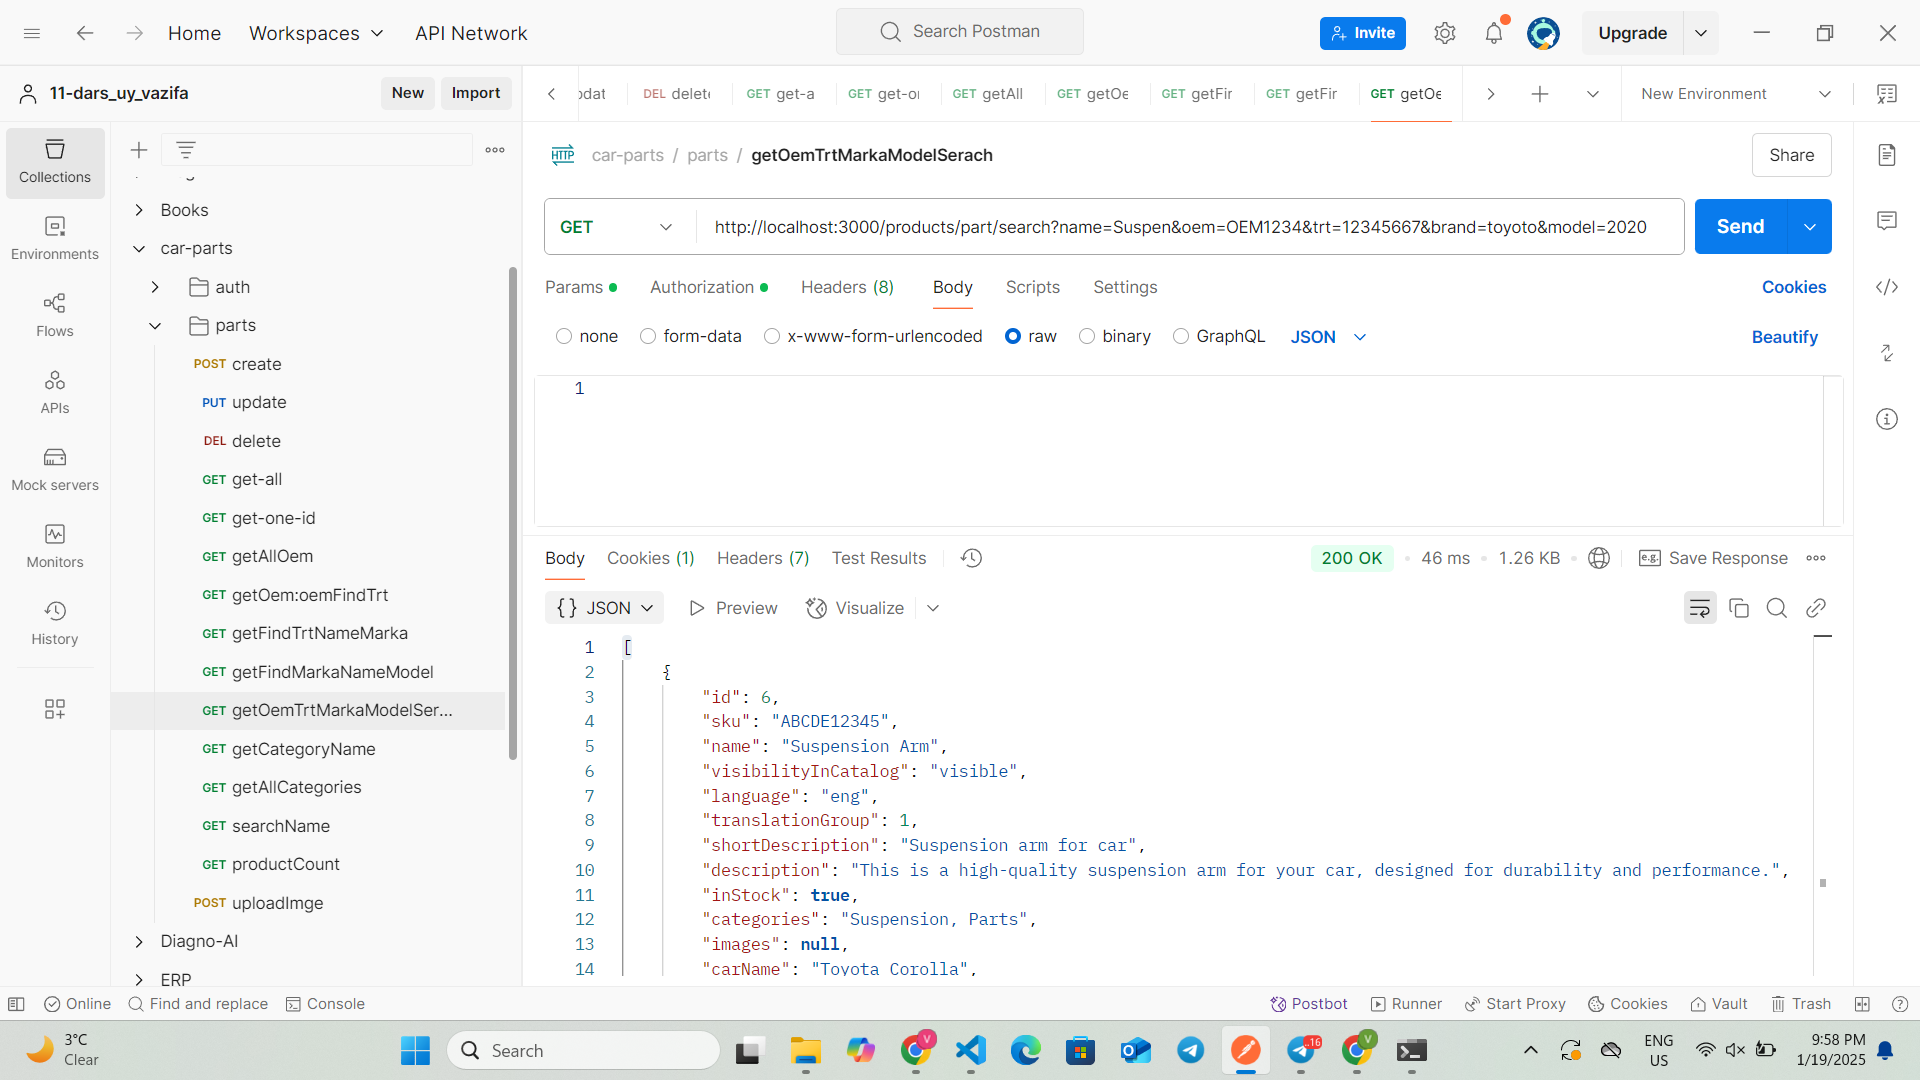 Home
Workspaces
API Network
Search Postman
Invite
Upgrade
11-dars_uy_vazifa
New
Import
DEL
GET get-a
GET
GET getAll
GET
GET
GET
GET
New Environment
Collections
Environments
Flows
APIs
Mock servers
Monitors
History
Books
car-parts
auth
parts
POST create
PUT update
DEL delete
GET get-all
GET get-one-id
GET getAllOem
GET getOem:oemFindTrt
GET getFindTrtNameMarka
GET getFindMarkaNameModel
GET getOemTrtMarkaModelSer...
GET getCategoryName
GET getAllCategories
GET searchName
GET productCount
POST uploadImge
Diagno-AI
ERP
HTTP car-parts / parts / getOemTrtMarkaModelSerach
Share
GET
http://localhost:3000/products/part/search?name=Suspen&oem=OEM1234&trt=12345667&brand=toyoto&model=2020
Send
Params Authorization Headers (8) Body Scripts Settings
Cookies
none form-data x-www-form-urlencoded raw binary GraphQL JSON
Beautify
1
Body Cookies (1) Headers (7) Test Results
200 OK 46 ms 1.26 KB
e.g. Save Response
{} JSON Preview Visualize
1 [
2 {
3 "id": 6,
4 "sku": "ABCDE12345",
5 "name": "Suspension Arm",
6 "visibilityInCatalog": "visible",
7 "language": "eng",
8 "translationGroup": 1,
9 "shortDescription": "Suspension arm for car",
10 "description": "This is a high-quality suspension arm for your car, designed for durability and performance.",
11 "inStock": true,
12 "categories": "Suspension, Parts",
13 "images": null,
14 "carName": "Toyota Corolla",
Online
Find and replace
Console
Postbot
Runner
Start Proxy
Cookies
Vault
Trash
3°C
Clear
Search
V
16
V
ENG
US
9:58 PM
1/19/2025